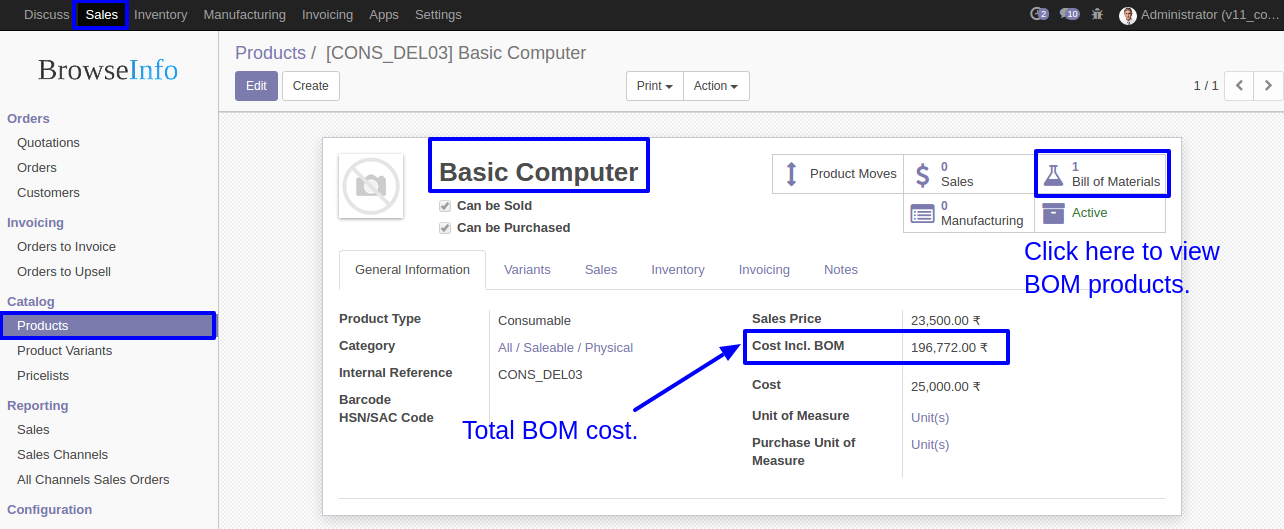 Discuss Sales Inventory Manufacturing Invoicing Apps Settings 2 10 Administrator (v11_co...
BrowseInfo
Products / [CONS_DEL03] Basic Computer
Edit Create Print Action 1 / 1
Orders
Quotations
Orders
Customers
Invoicing
Orders to Invoice
Orders to Upsell
Catalog
Products
Product Variants
Pricelists
Reporting
Sales
Sales Channels
All Channels Sales Orders
Configuration
Basic Computer
Can be Sold
Can be Purchased
Product Moves
0
Sales
1
Bill of Materials
0
Manufacturing
Active
Click here to view
BOM products.
General Information Variants Sales Inventory Invoicing Notes
Product Type Consumable
Category All / Saleable / Physical
Internal Reference CONS_DEL03
Barcode
HSN/SAC Code
Sales Price 23,500.00 ₹
Cost Incl. BOM 196,772.00 ₹
Cost 25,000.00 ₹
Unit of Measure Unit(s)
Purchase Unit of Unit(s)
Measure
Total BOM cost.